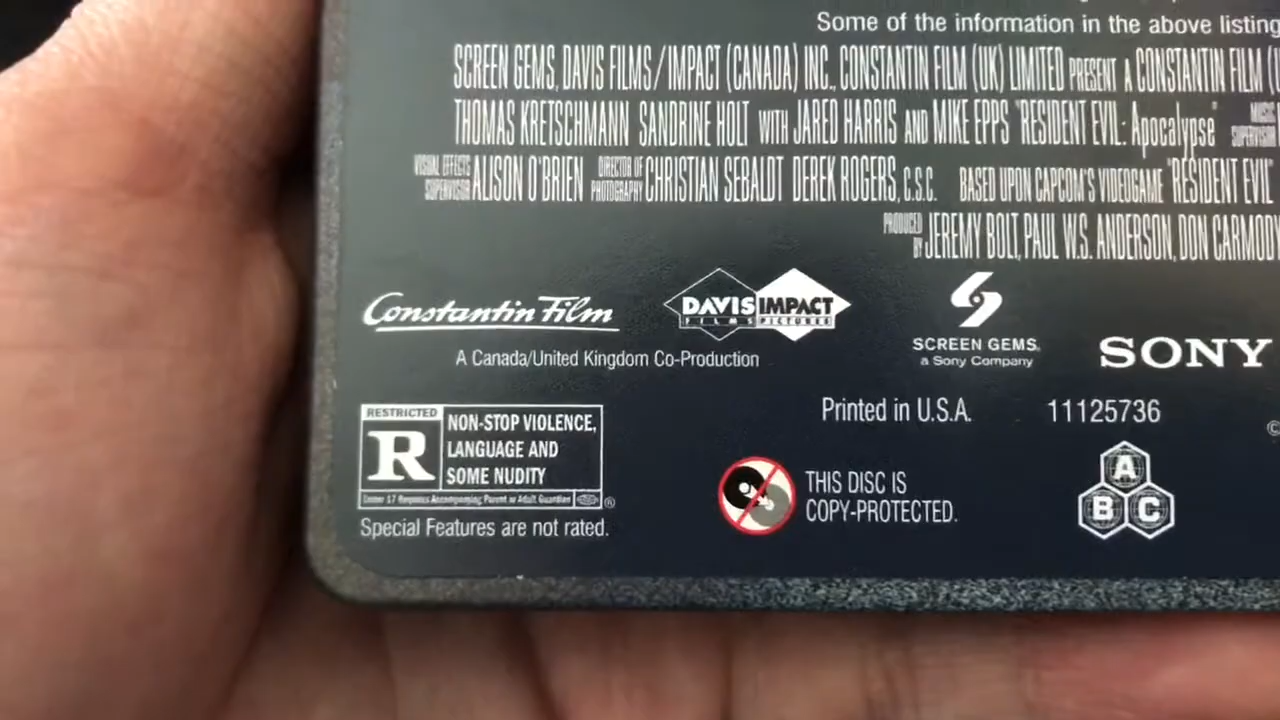 Some of the information in the above listing
SCREEN GEMS, DAVIS FILMS/IMPACT (CANADA) INC., CONSTANTIN FILM (UK) LIMITED PRESENT A CONSTANTIN FILM (
THOMAS KRETSCHMANN SANDRINE HOLT WITH JARED HARRIS AND MIKE EPPS "RESIDENT EVIL: Apocalypse" MUSIC SUPERVISION
VISUAL EFFECTS SUPERVISOR ALISON O'BRIEN DIRECTOR OF PHOTOGRAPHY CHRISTIAN SEBALDT DEREK ROGERS, C.S.C. BASED UPON CAPCOM'S VIDEOGAME "RESIDENT EVIL"
PRODUCED BY JEREMY BOLT, PAUL W.S. ANDERSON, DON CARMODY
Constantin Film
DAVIS FILMS
IMPACT PICTURES
SCREEN GEMS®
a Sony Company
SONY
A Canada/United Kingdom Co-Production
Printed in U.S.A. 11125736
©
RESTRICTED
R
NON-STOP VIOLENCE,
LANGUAGE AND
SOME NUDITY
Under 17 Requires Accompanying Parent or Adult Guardian ®
Special Features are not rated.
THIS DISC IS
COPY-PROTECTED.
A
B C